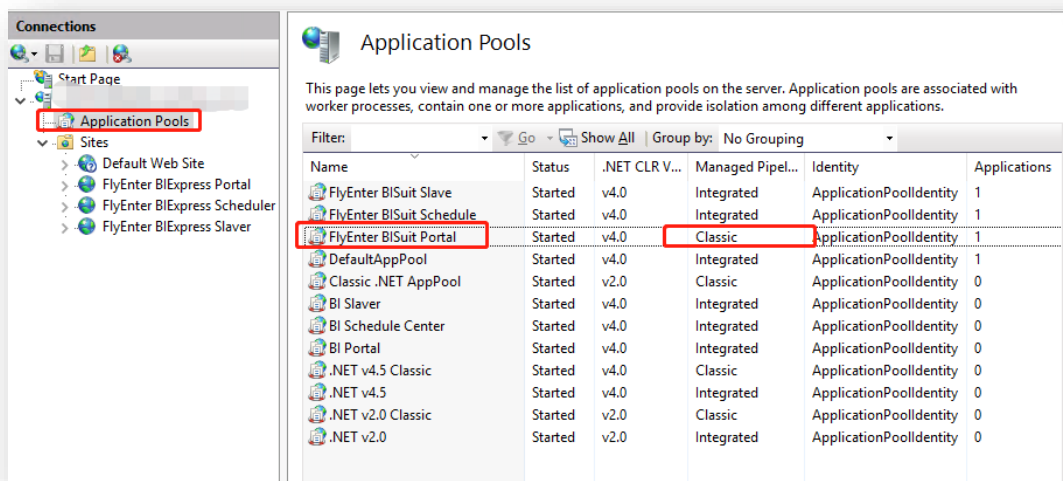 Connections
Start Page
Application Pools
Sites
Default Web Site
FlyEnter BIExpress Portal
FlyEnter BIExpress Scheduler
FlyEnter BIExpress Slaver
Application Pools
This page lets you view and manage the list of application pools on the server. Application pools are associated with
worker processes, contain one or more applications, and provide isolation among different applications.
Filter: Go Show All Group by: No Grouping
Name Status .NET CLR V... Managed Pipel... Identity Applications
FlyEnter BISuit Slave Started v4.0 Integrated ApplicationPoolIdentity 1
FlyEnter BISuit Schedule Started v4.0 Integrated ApplicationPoolIdentity 1
FlyEnter BISuit Portal Started v4.0 Classic ApplicationPoolIdentity 1
DefaultAppPool Started v4.0 Integrated ApplicationPoolIdentity 1
Classic .NET AppPool Started v2.0 Classic ApplicationPoolIdentity 0
BI Slaver Started v4.0 Integrated ApplicationPoolIdentity 0
BI Schedule Center Started v4.0 Integrated ApplicationPoolIdentity 0
BI Portal Started v4.0 Integrated ApplicationPoolIdentity 0
.NET v4.5 Classic Started v4.0 Classic ApplicationPoolIdentity 0
.NET v4.5 Started v4.0 Integrated ApplicationPoolIdentity 0
.NET v2.0 Classic Started v2.0 Classic ApplicationPoolIdentity 0
.NET v2.0 Started v2.0 Integrated ApplicationPoolIdentity 0